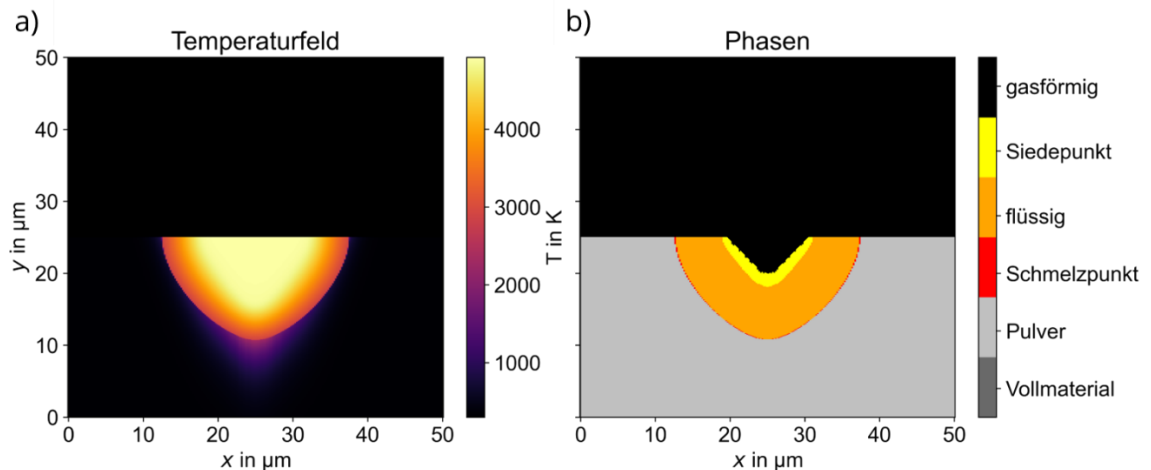 a)
Temperaturfeld
50
40
30
20
10
0
y in µm
0 10 20 30 40 50
x in µm
4000
3000
2000
1000
T in K
b)
Phasen
0 10 20 30 40 50
x in µm
gasförmig
Siedepunkt
flüssig
Schmelzpunkt
Pulver
Vollmaterial